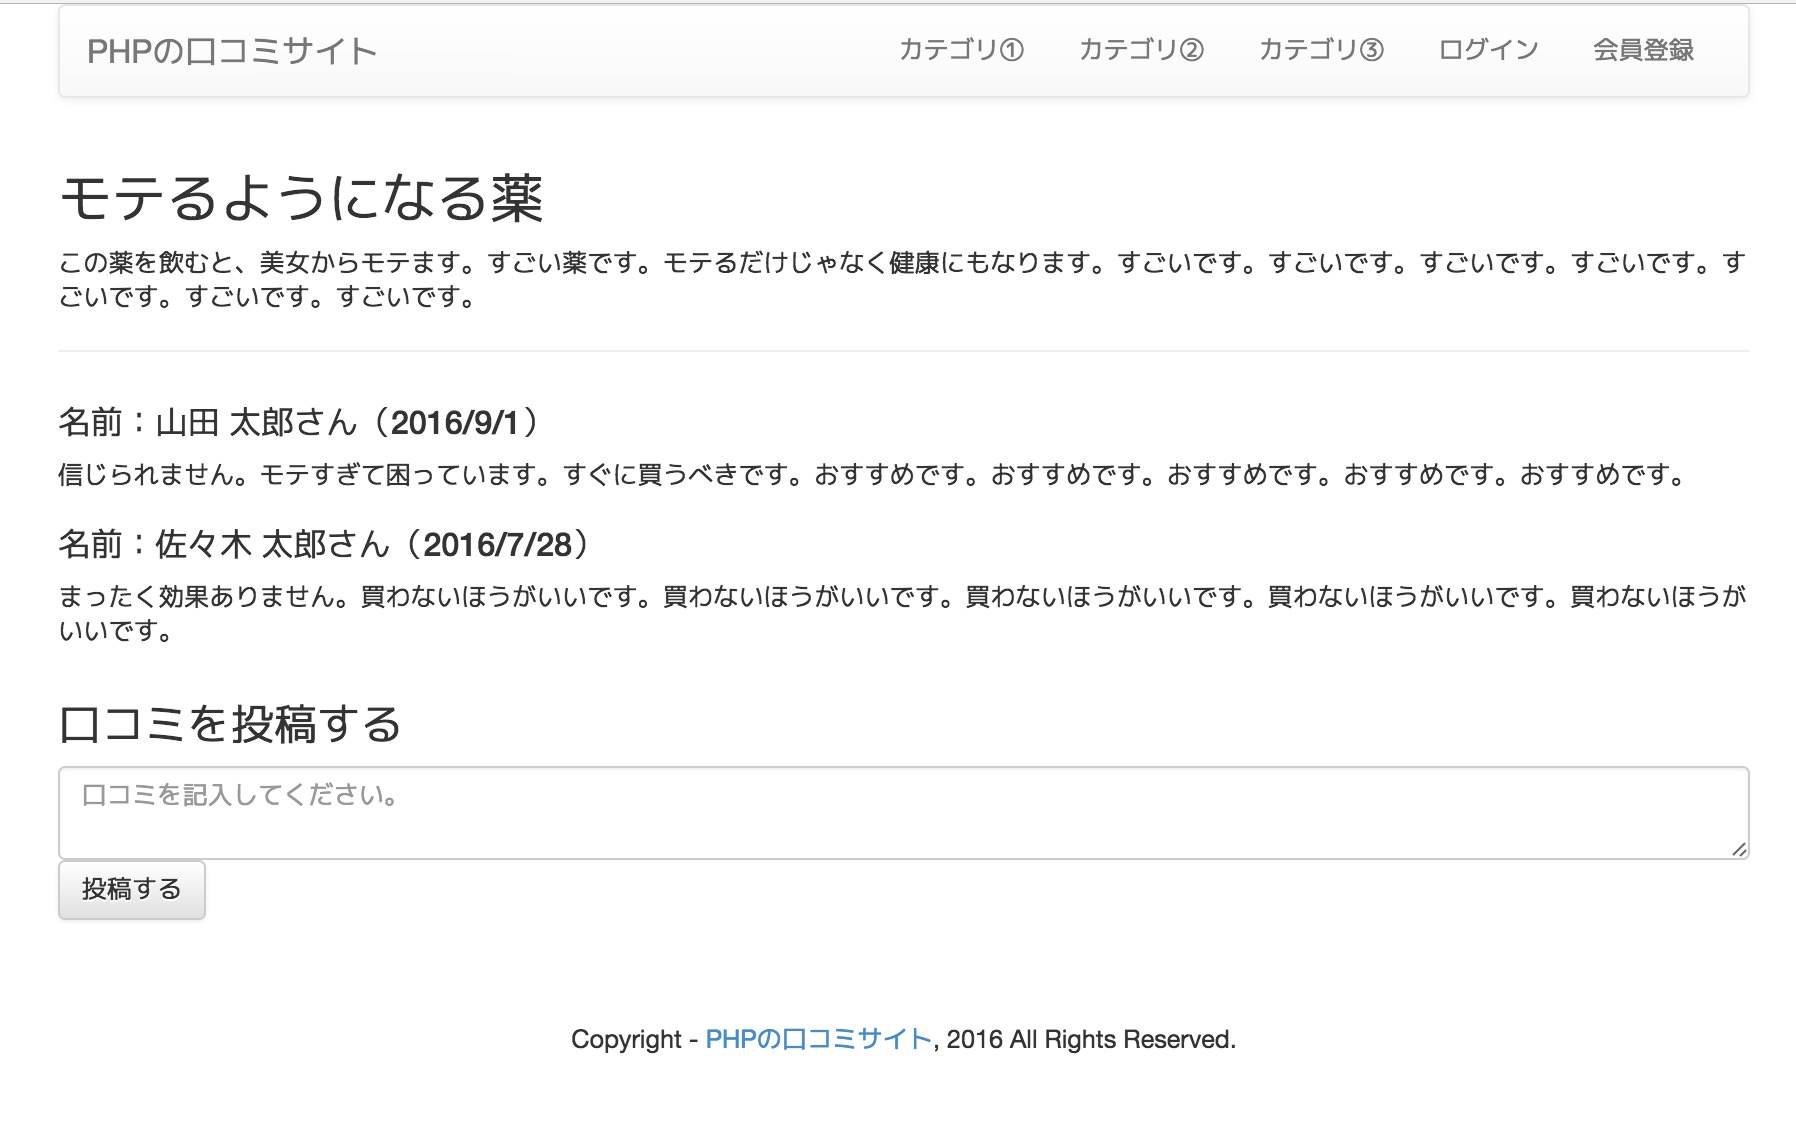 PHPの口コミサイト カテゴリ① カテゴリ② カテゴリ③ ログイン 会員登録
モテるようになる薬
この薬を飲むと、美女からモテます。すごい薬です。モテるだけじゃなく健康にもなります。すごいです。すごいです。すごいです。すごいです。す
ごいです。すごいです。すごいです。
名前：山田 太郎さん（2016/9/1）
信じられません。モテすぎて困っています。すぐに買うべきです。おすすめです。おすすめです。おすすめです。おすすめです。おすすめです。
名前：佐々木 太郎さん（2016/7/28）
まったく効果ありません。買わないほうがいいです。買わないほうがいいです。買わないほうがいいです。買わないほうがいいです。買わないほうが
いいです。
口コミを投稿する
口コミを記入してください。
投稿する
Copyright - PHPの口コミサイト, 2016 All Rights Reserved.